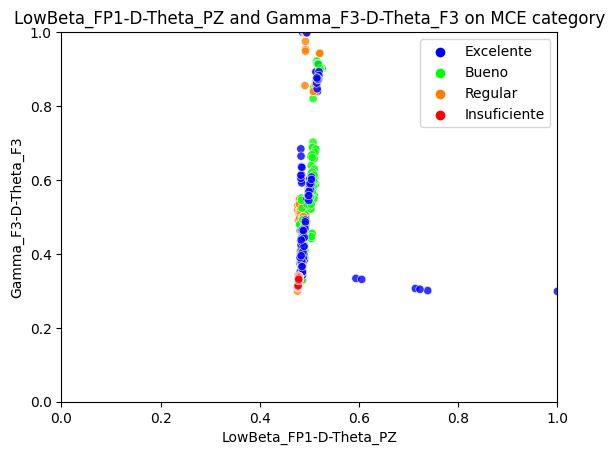 LowBeta_FP1-D-Theta_PZ and Gamma_F3-D-Theta_F3 on MCE category
1.0
0.8
0.6
0.4
0.2
0.0
Gamma_F3-D-Theta_F3
Excelente
Bueno
Regular
Insuficiente
0.0 0.2 0.4 0.6 0.8 1.0
LowBeta_FP1-D-Theta_PZ